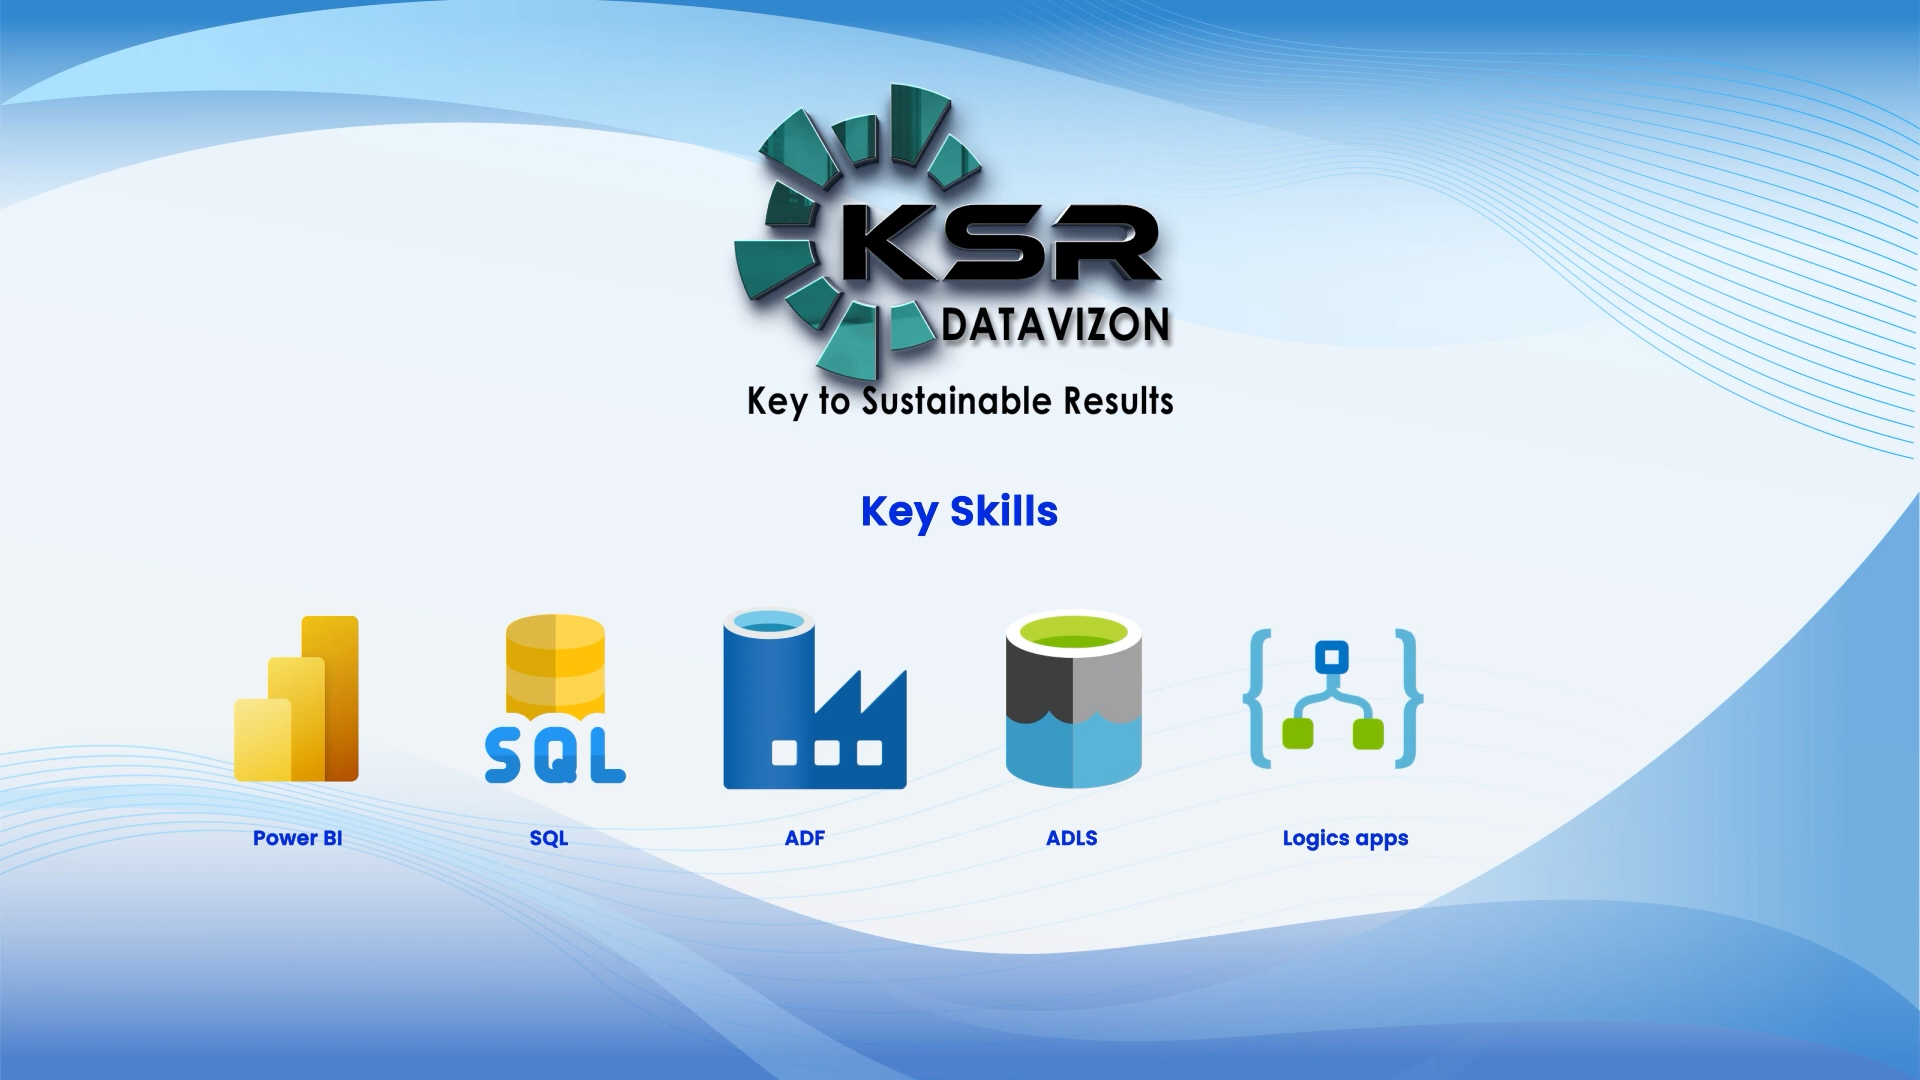 KSR
DATAVIZON
Key to Sustainable Results
Key Skills
SQL
Power BI
SQL
ADF
ADLS
Logics apps